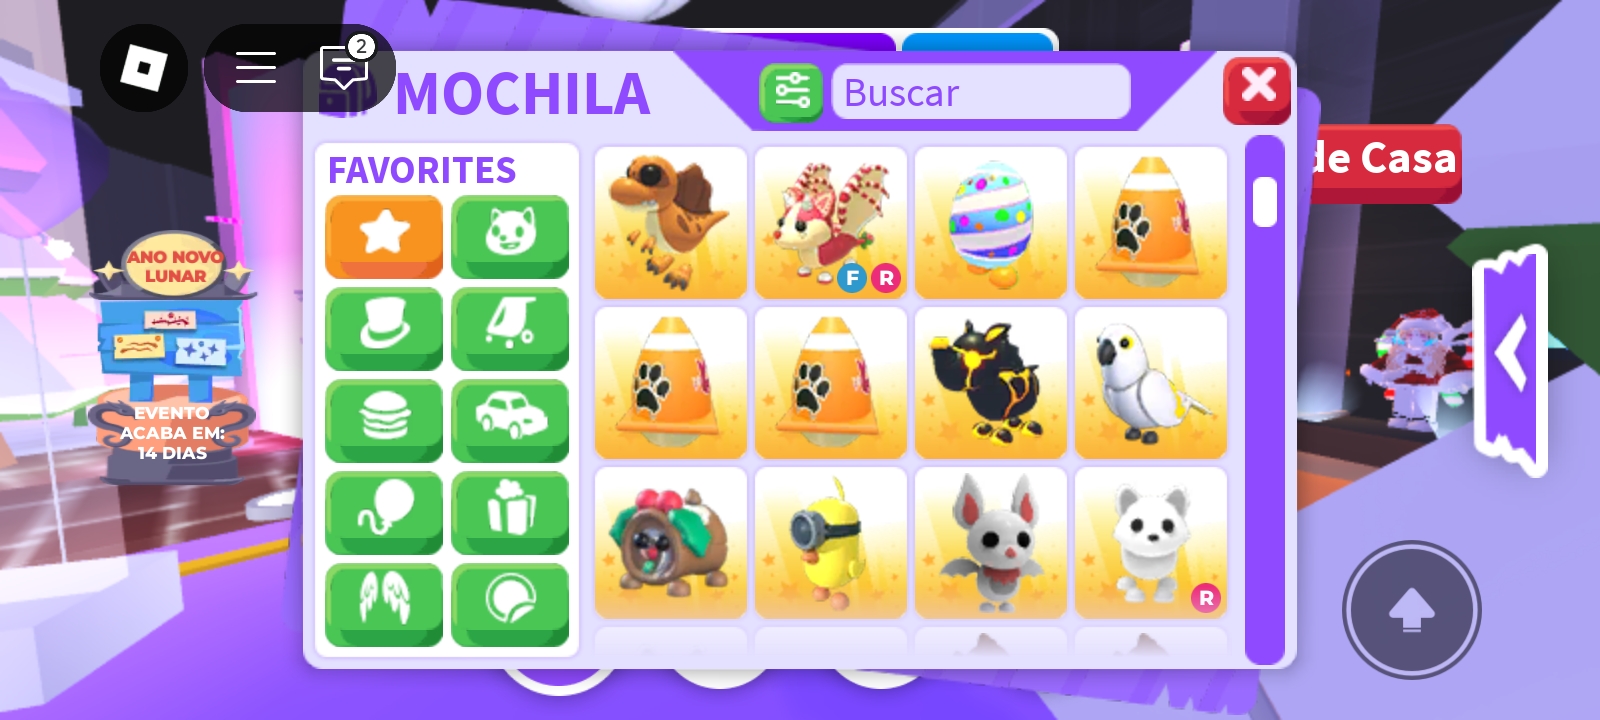 2
MOCHILA
Buscar
FAVORITES
de Casa
F
R
R
ANO NOVO
LUNAR
EVENTO
ACABA EM:
14 DIAS